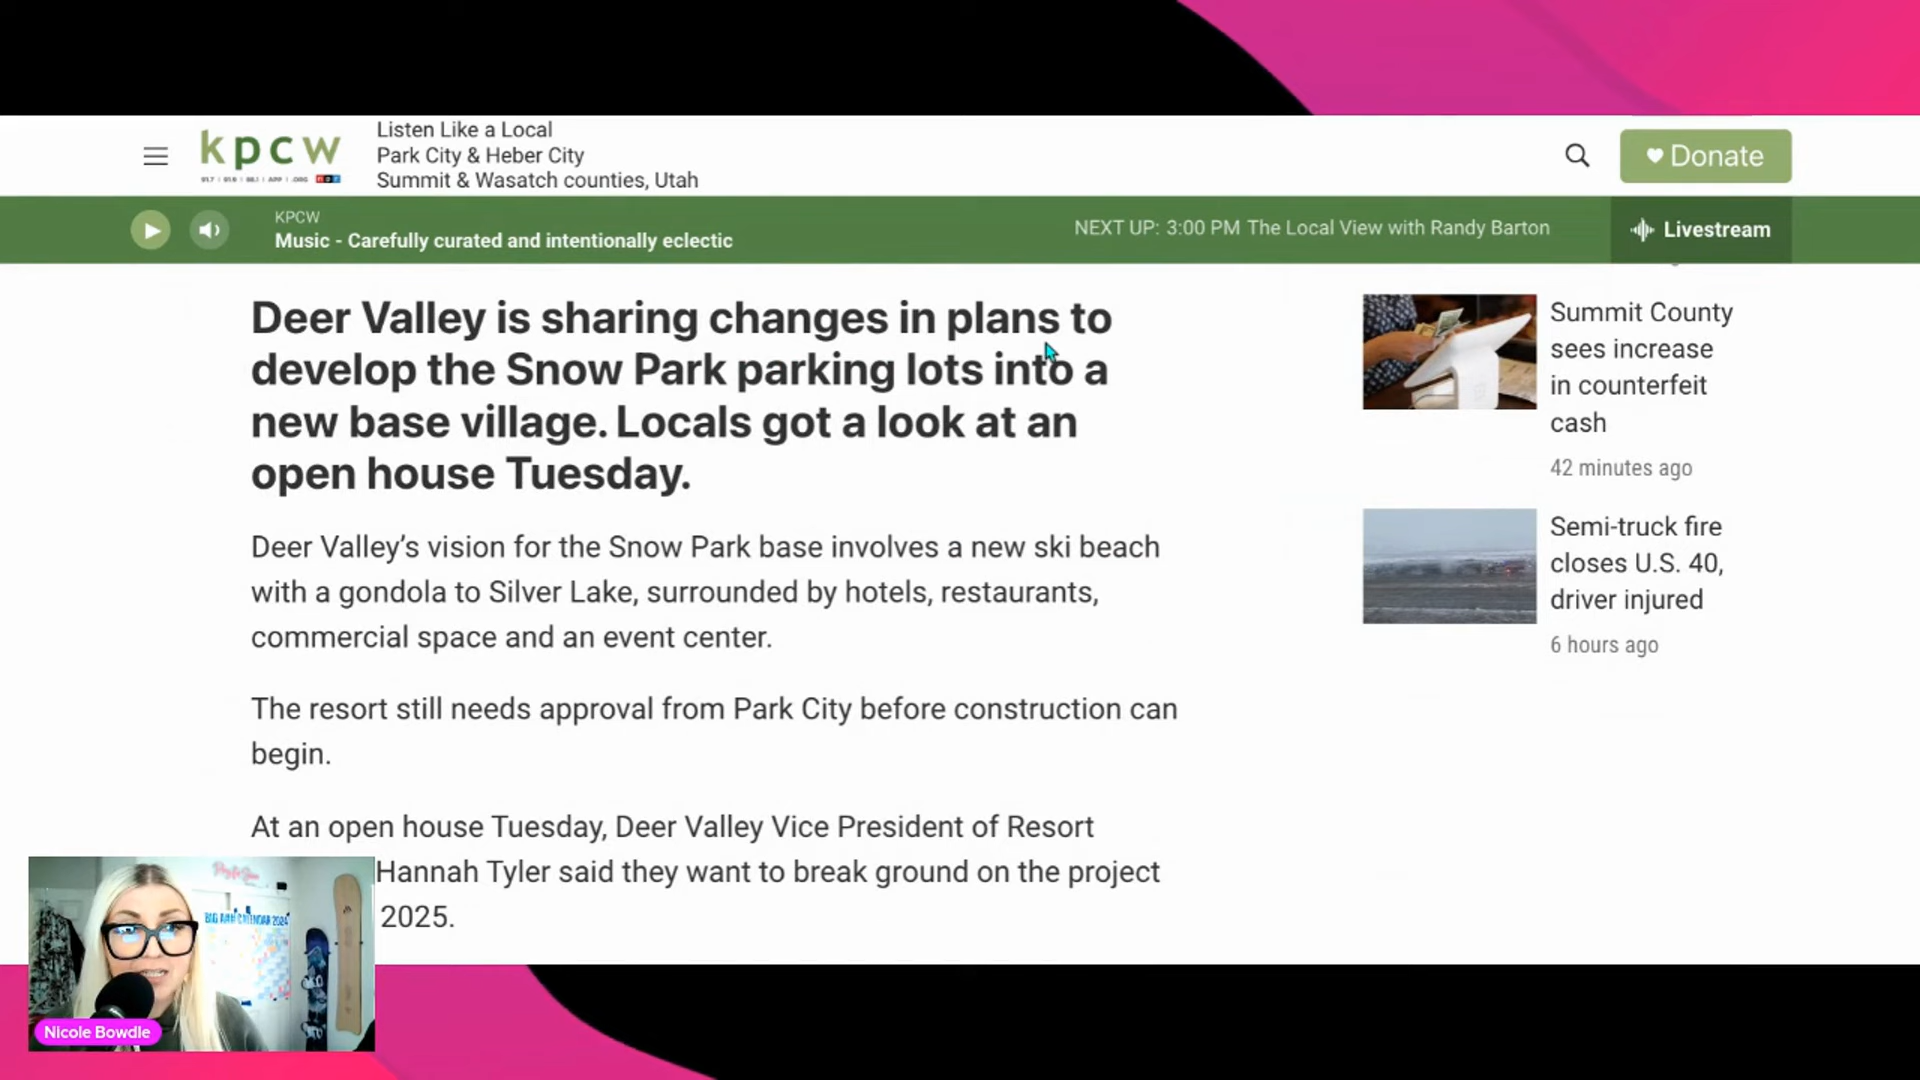 kpcw
Listen Like a Local
Park City & Heber City
Summit & Wasatch counties, Utah
Donate
KPCW
Music - Carefully curated and intentionally eclectic
NEXT UP: 3:00 PM The Local View with Randy Barton
Livestream
Deer Valley is sharing changes in plans to
develop the Snow Park parking lots into a
new base village. Locals got a look at an
open house Tuesday.
Deer Valley’s vision for the Snow Park base involves a new ski beach
with a gondola to Silver Lake, surrounded by hotels, restaurants,
commercial space and an event center.
The resort still needs approval from Park City before construction can
begin.
At an open house Tuesday, Deer Valley Vice President of Resort
Hannah Tyler said they want to break ground on the project
2025.
Summit County
sees increase
in counterfeit
cash
42 minutes ago
Semi-truck fire
closes U.S. 40,
driver injured
6 hours ago
Nicole Bowdle